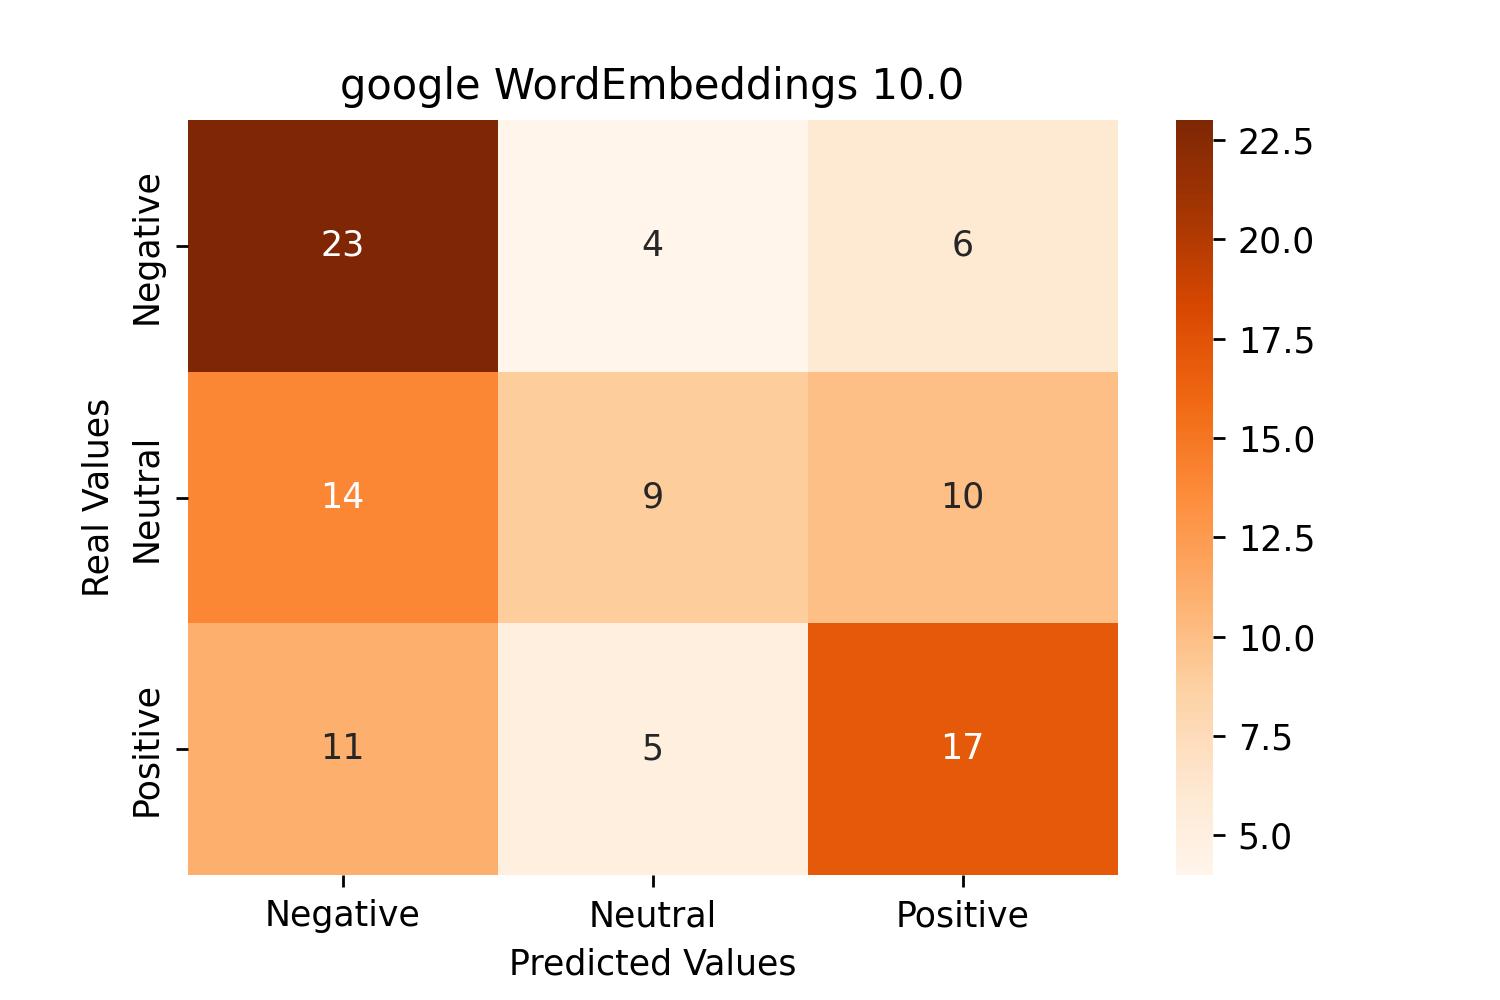 google WordEmbeddings 10.0
Real Values
Negative
23 4 6
Neutral
14 9 10
Positive
11 5 17
Negative Neutral Positive
Predicted Values
22.5
20.0
17.5
15.0
12.5
10.0
7.5
5.0